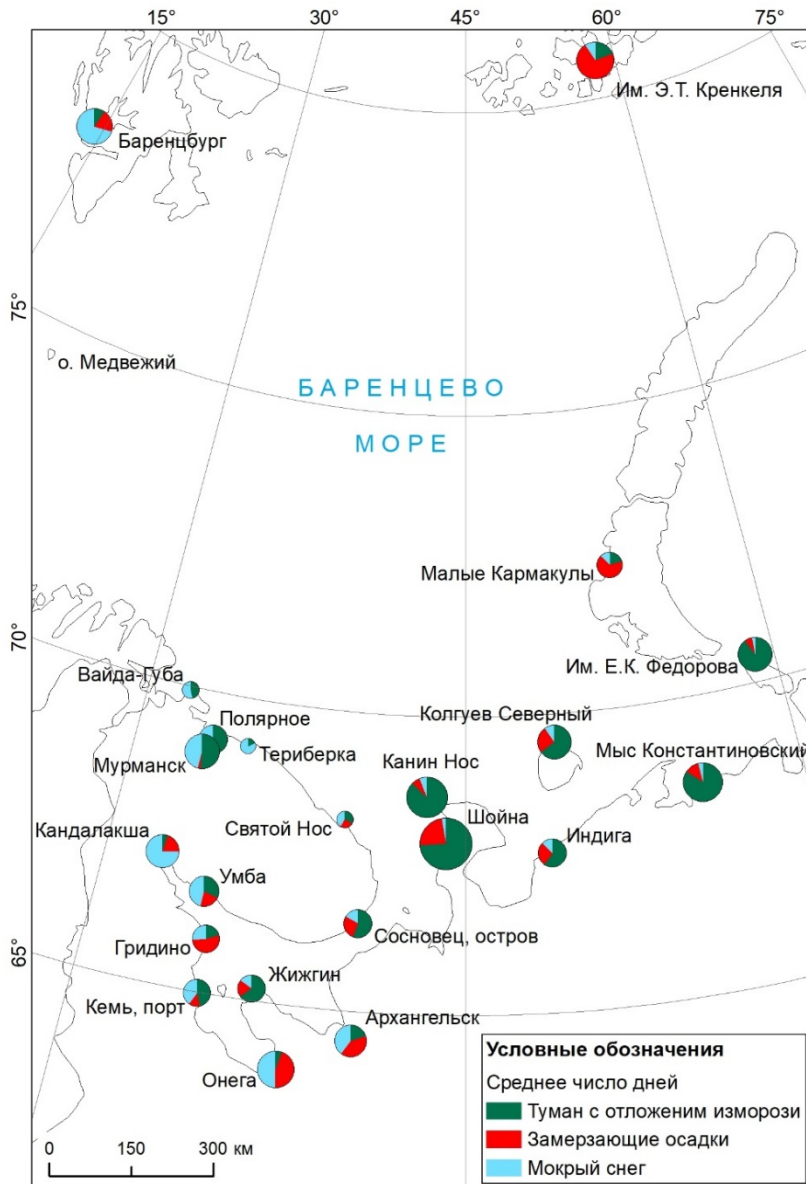 15° 30° 45° 60° 75°
Им. Э.Т. Кренкеля
Баренцбург
75°
о. Медвежий
БАРЕНЦЕВО
МОРЕ
Малые Кармакулы
70°
Им. Е.К. Федорова
Вайда-Губа
Колгуев Северный
Полярное
Териберка
Мыс Константиновский
Мурманск
Канин Нос
Шойна
Святой Нос
Кандалакша
Индига
Умба
Сосновец, остров
Гридино
65°
Жижгин
Кемь, порт
Архангельск
Онега
Условные обозначения
Среднее число дней
Туман с отложеним изморози
Замерзающие осадки
Мокрый снег
0 150 300 км